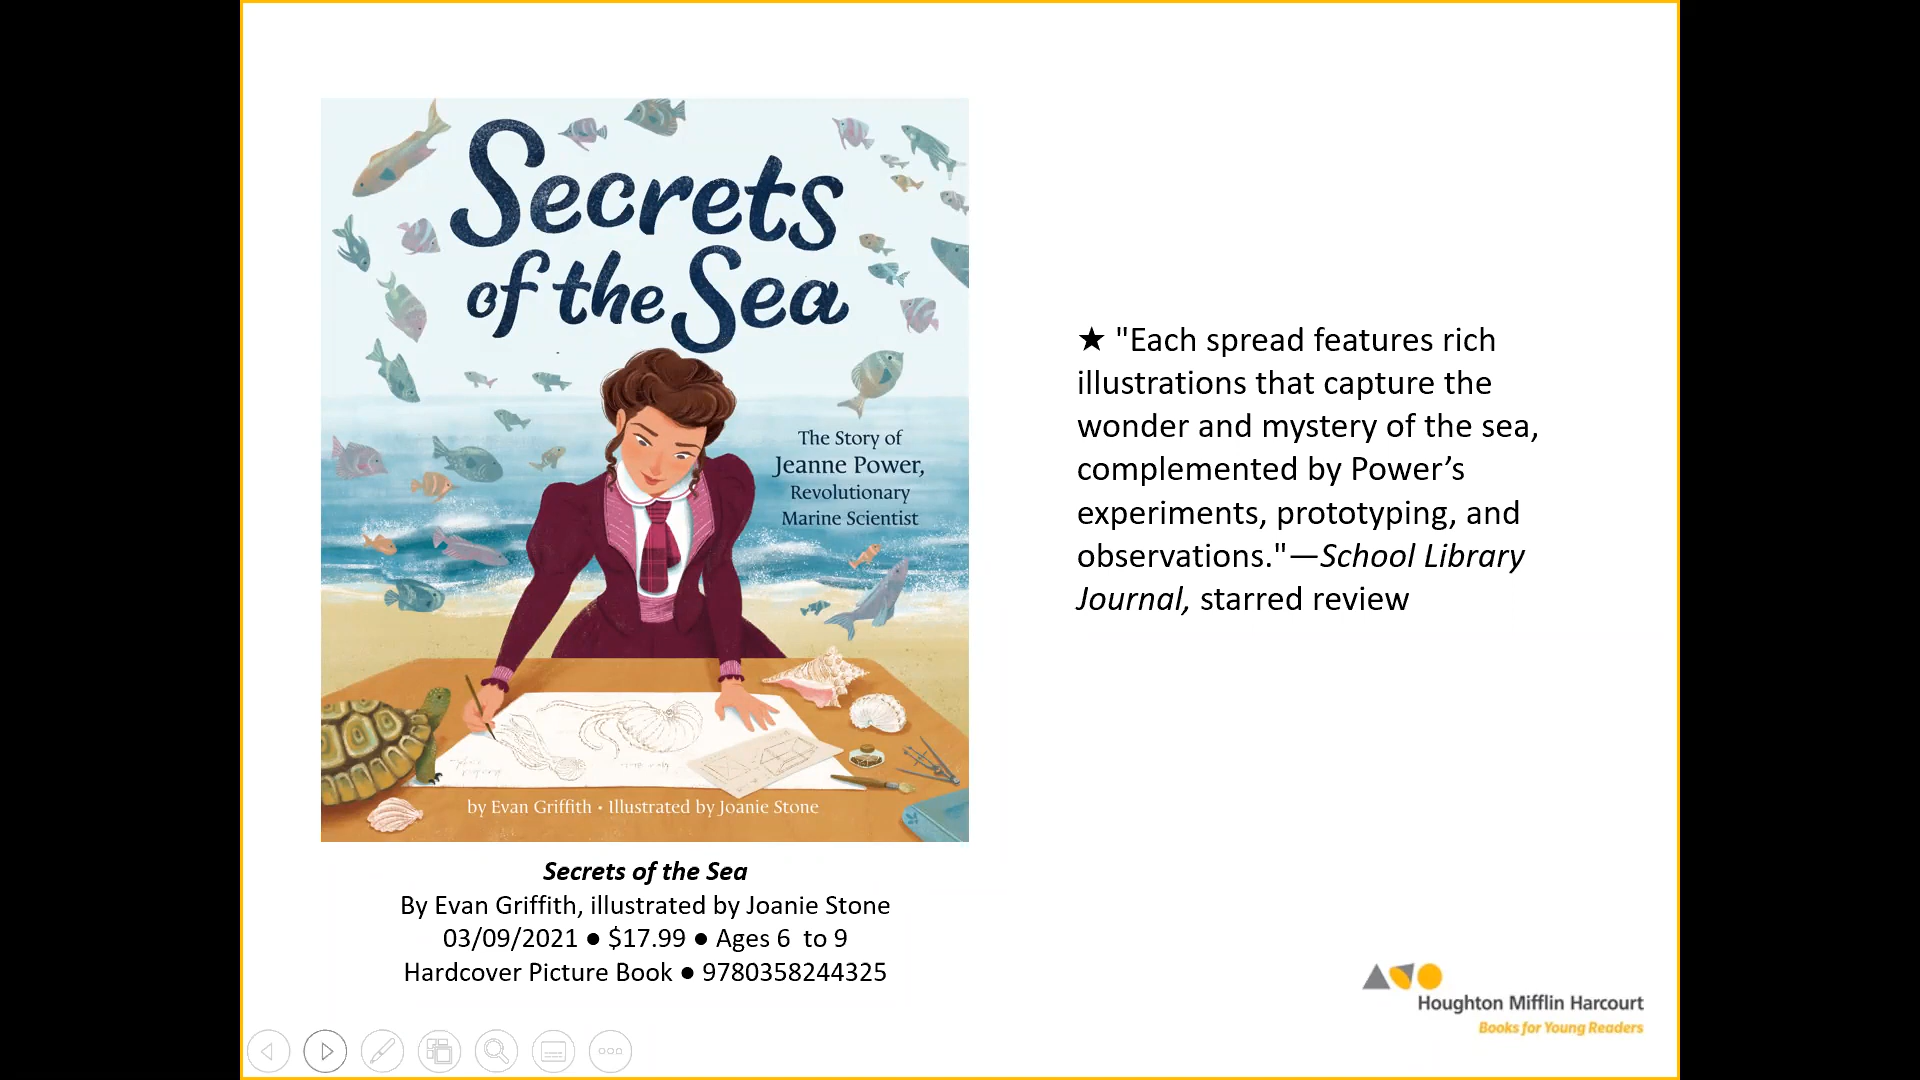 Secrets
of the Sea
The Story of
Jeanne Power,
Revolutionary
Marine Scientist
by Evan Griffith • Illustrated by Joanie Stone
Secrets of the Sea
By Evan Griffith, illustrated by Joanie Stone
03/09/2021 ● $17.99 ● Ages 6  to 9
Hardcover Picture Book ● 9780358244325
★ "Each spread features rich
illustrations that capture the
wonder and mystery of the sea,
complemented by Power’s
experiments, prototyping, and
observations."—School Library
Journal, starred review
Houghton Mifflin Harcourt
Books for Young Readers